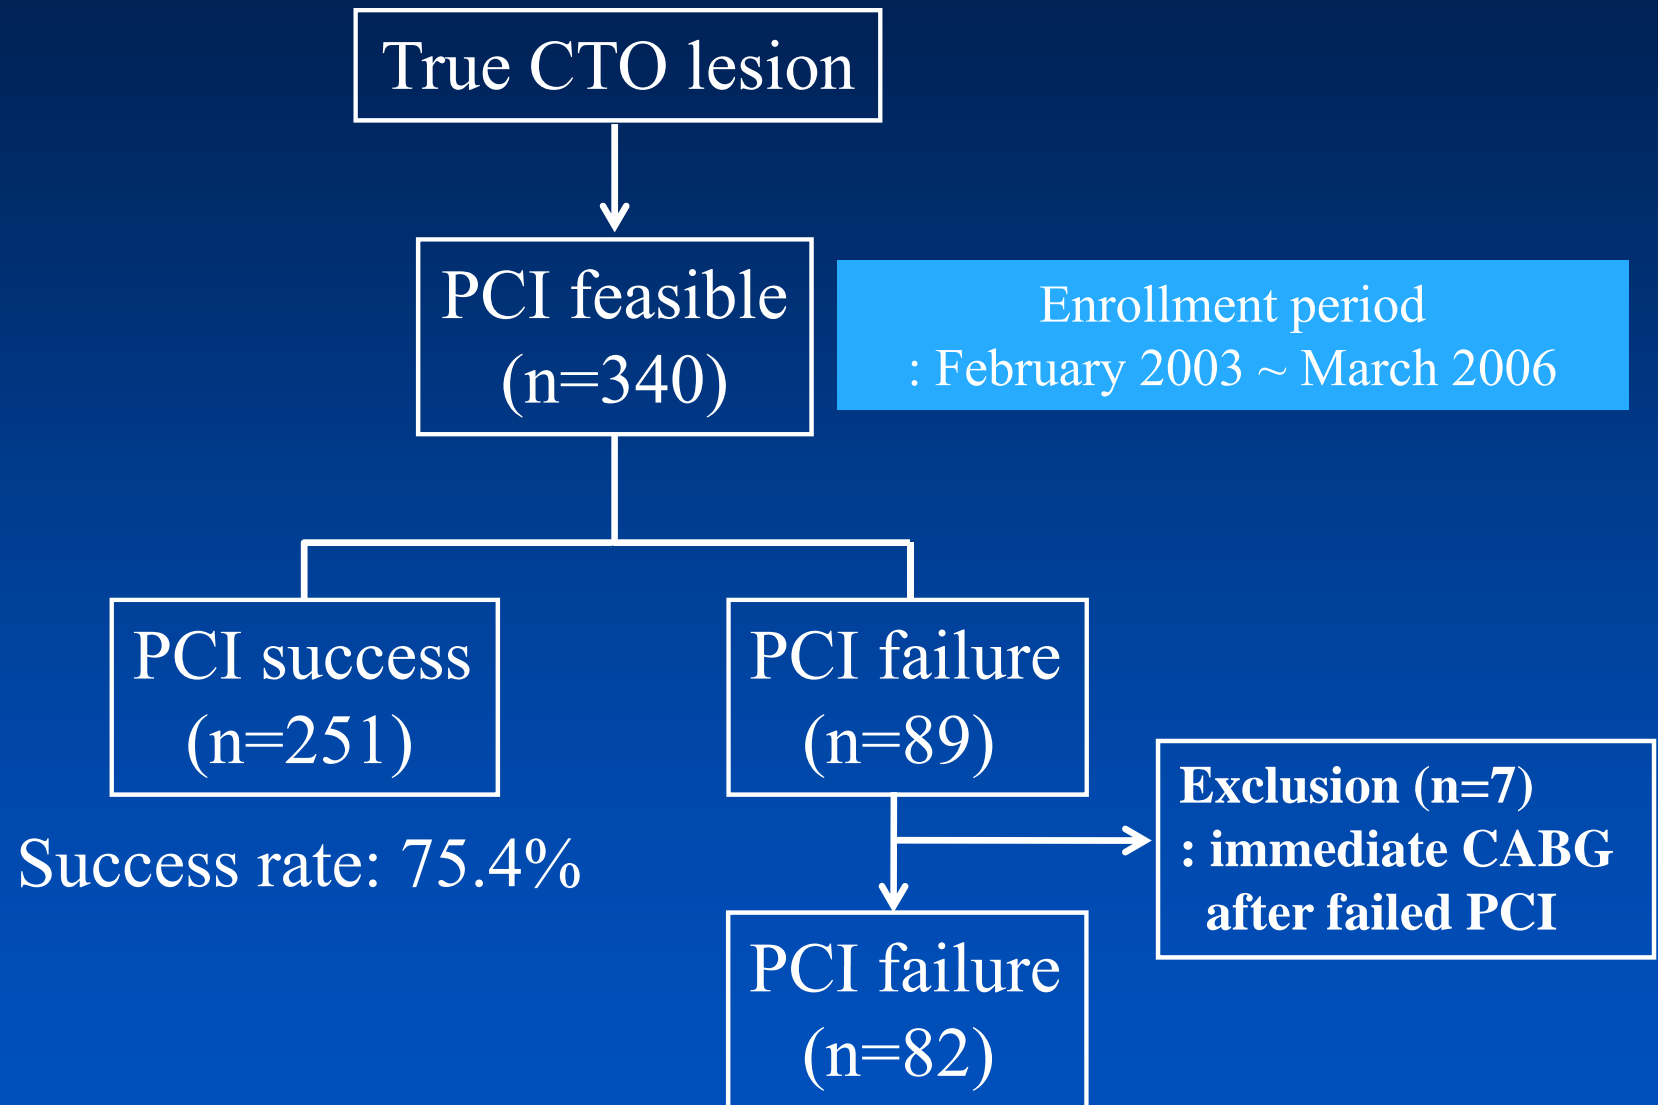 True CTO lesion
PCI feasible
(n=340)
Enrollment period
: February 2003 ~ March 2006
PCI success
(n=251)
PCI failure
(n=89)
Success rate: 75.4%
Exclusion (n=7)
: immediate CABG
after failed PCI
PCI failure
(n=82)